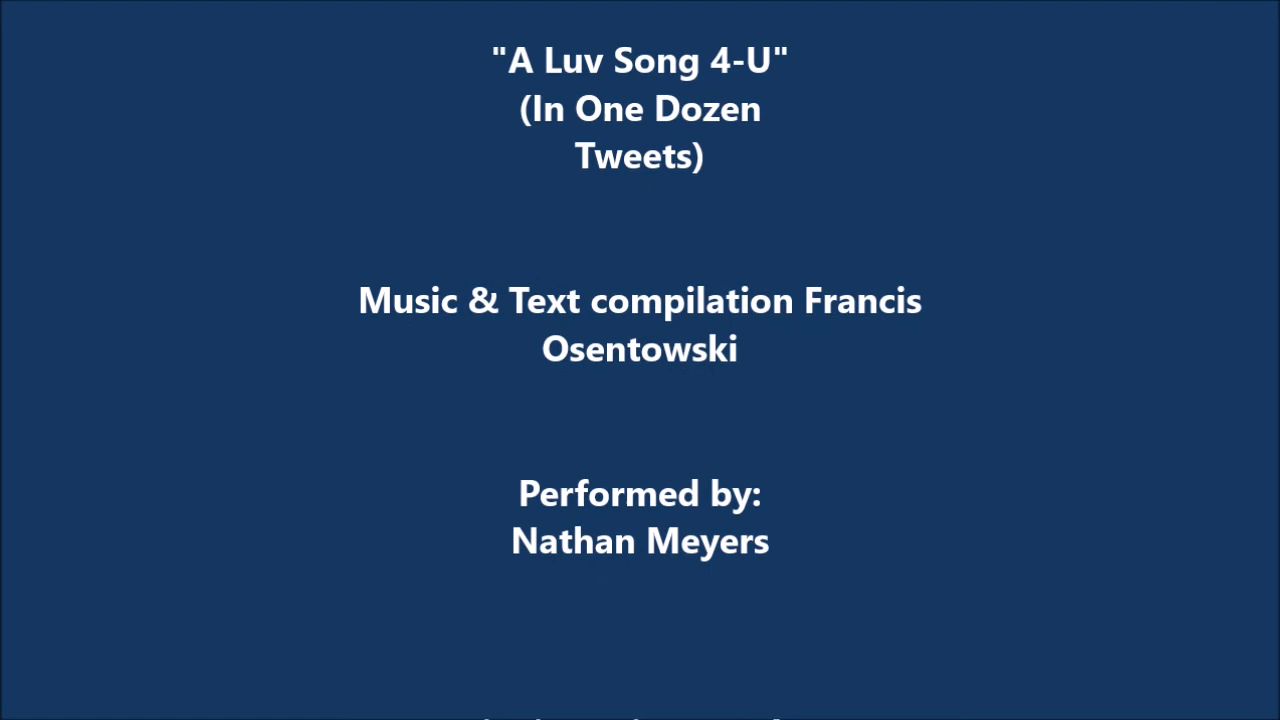 "A Luv Song 4-U"
(In One Dozen
Tweets)
Music & Text compilation Francis
Osentowski
Performed by:
Nathan Meyers